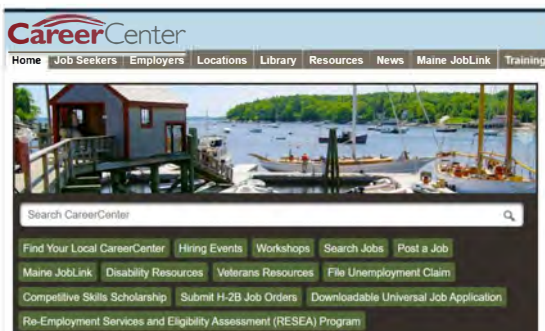 CareerCenter
Home Job Seekers Employers Locations Library Resources News Maine JobLink Training
Search CareerCenter
Find Your Local CareerCenter Hiring Events Workshops Search Jobs Post a Job
Maine JobLink Disability Resources Veterans Resources File Unemployment Claim
Competitive Skills Scholarship Submit H-2B Job Orders Downloadable Universal Job Application
Re-Employment Services and Eligibility Assessment (RESEA) Program